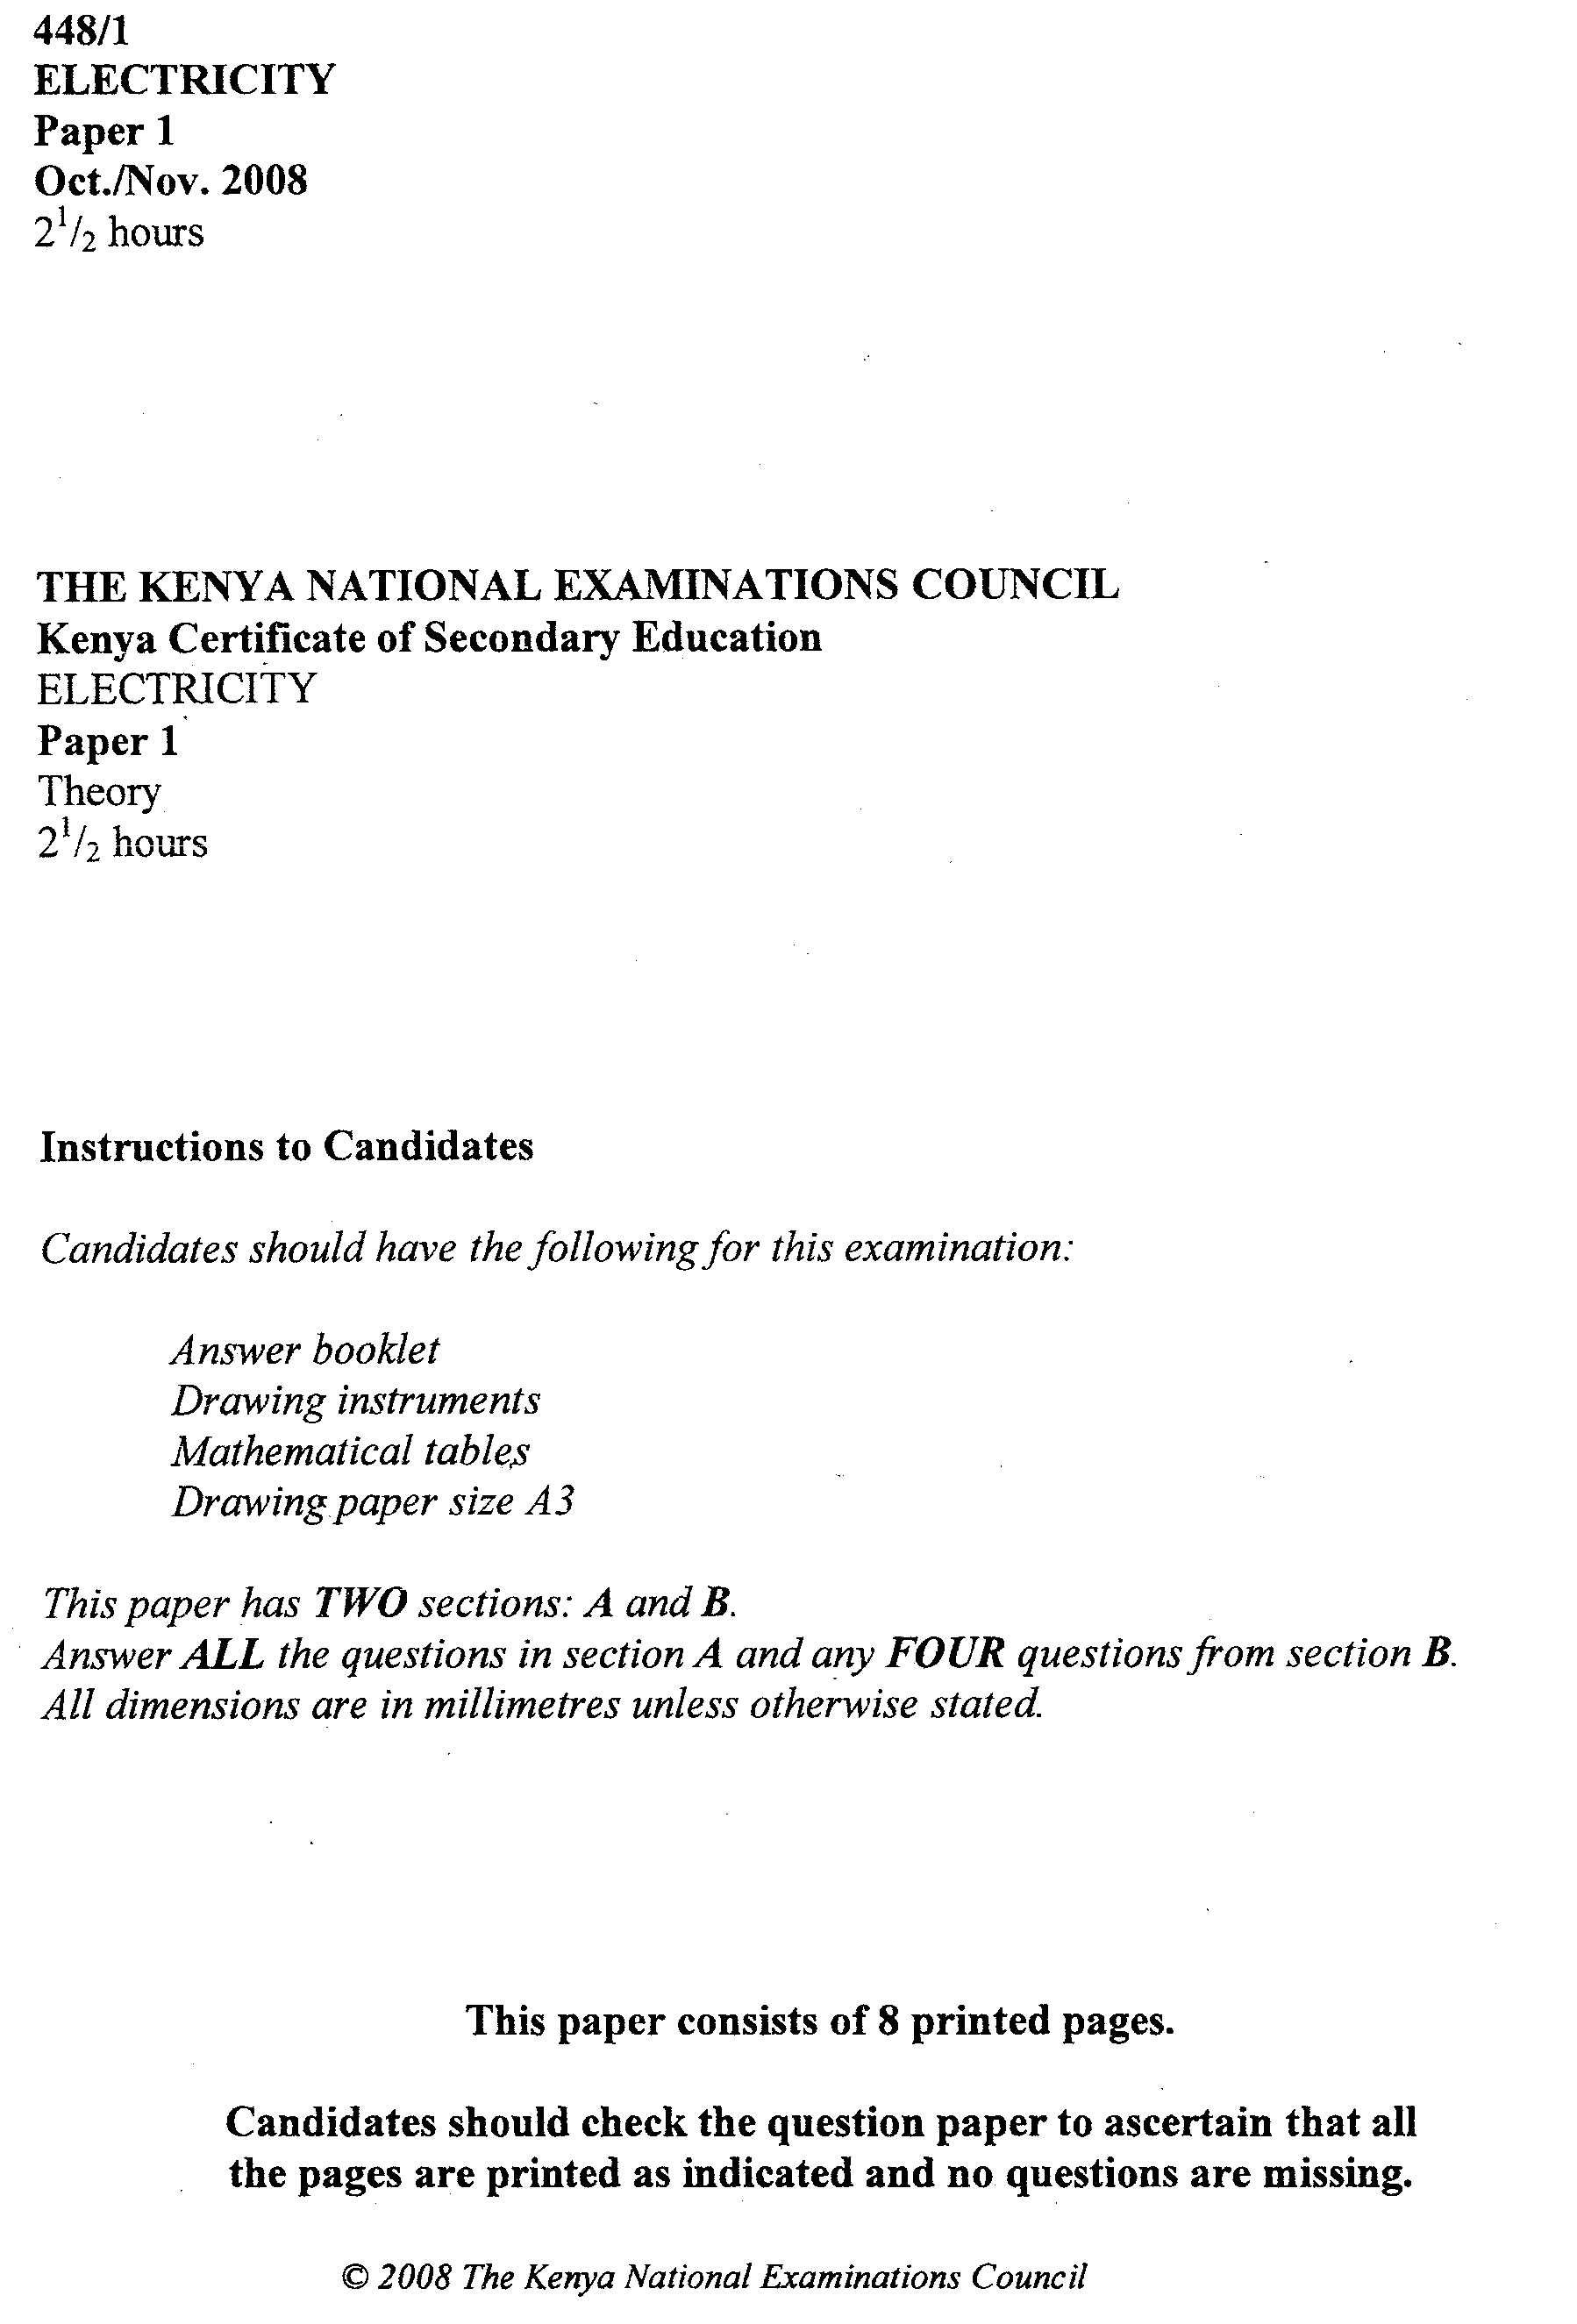 448/1
ELECTRICITY
Paper 1
Oct./Nov. 2008
2 1/2 hours
THE KENYA NATIONAL EXAMINATIONS COUNCIL
Kenya Certificate of Secondary Education
ELECTRICITY
Paper 1
Theory
2 1/2 hours
Instructions to Candidates
Candidates should have the following for this examination:
Answer booklet
Drawing instruments
Mathematical tables
Drawing paper size A3
This paper has TWO sections: A and B.
Answer ALL the questions in section A and any FOUR questions from section B.
All dimensions are in millimetres unless otherwise stated.
This paper consists of 8 printed pages.
Candidates should check the question paper to ascertain that all
the pages are printed as indicated and no questions are missing.
© 2008 The Kenya National Examinations Council